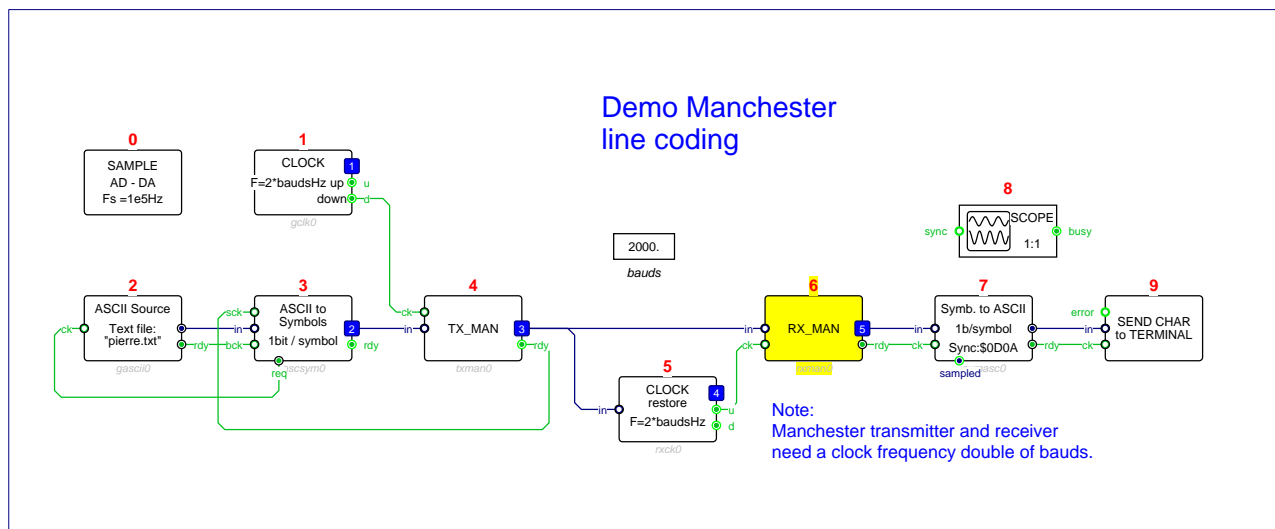 Demo Manchester
line coding
0
SAMPLE
AD - DA
Fs =1e5Hz
1
CLOCK
1
F=2*baudsHz up
u
down
d
gclk0
2000.
bauds
8
SCOPE
1:1
sync
busy
2
ASCII Source
Text file:
"pierre.txt"
ck
rdy
gascii0
3
ASCII to
Symbols
1bit / symbol
sck
in
bck
2
rdy
req
ascsym0
4
TX_MAN
ck
in
3
rdy
txman0
5
CLOCK
restore
F=2*baudsHz
in
4
u
d
rxck0
6
RX_MAN
in
ck
5
rdy
rxman0
7
Symb. to ASCII
1b/symbol
Sync:$0D0A
in
ck
rdy
sampled
9
SEND CHAR
to TERMINAL
error
in
ck
Note:
Manchester transmitter and receiver
need a clock frequency double of bauds.